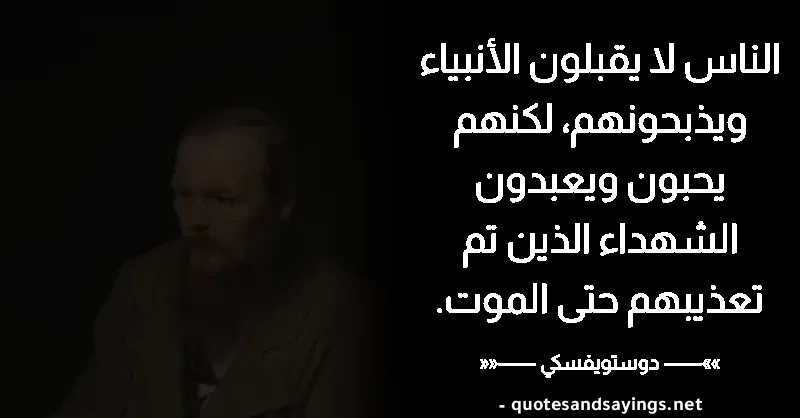 الناس لا يقبلون الأنبياء
ويذبحونهم، لكنهم
يحبون ويعبدون
الشهداء الذين تم
تعذيبهم حتى الموت.
»»—— دوستويفسكي ——««
- quotesandsayings.net